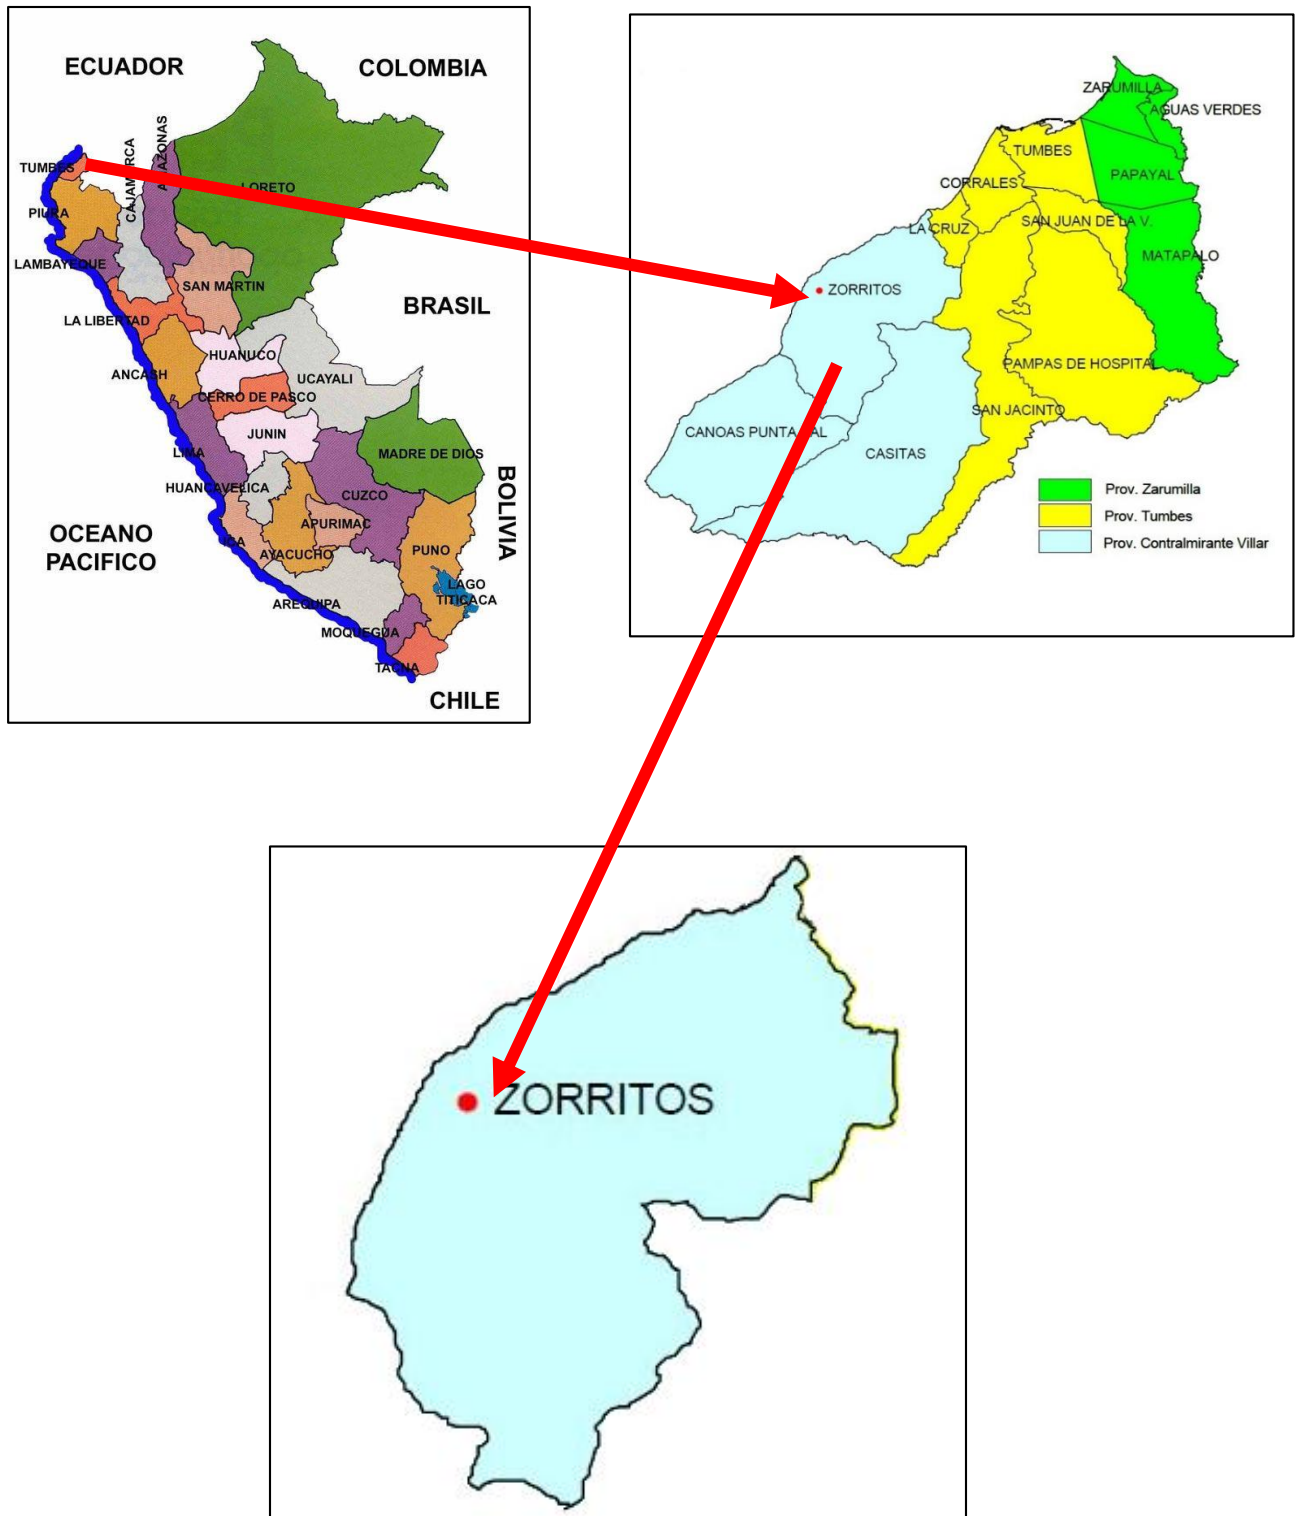 ECUADOR
COLOMBIA
CAJAMARCA
AMAZONAS
TUMBES
LORETO
PIURA
LAMBAYEQUE
SAN MARTIN
BRASIL
LA LIBERTAD
HUANUCO
ANCASH
UCAYALI
CERRO DE PASCO
JUNIN
LIMA
MADRE DE DIOS
HUANCAVELICA
CUZCO
BOLIVIA
OCEANO
PACIFICO
ICA
APURIMAC
AYACUCHO
PUNO
LAGO
TITICACA
AREQUIPA
MOQUEGUA
TACNA
CHILE
ZARUMILLA
AGUAS VERDES
TUMBES
PAPAYAL
CORRALES
LA CRUZ
SAN JUAN DE LA V.
MATAPALO
ZORRITOS
PAMPAS DE HOSPITAL
SAN JACINTO
CANOAS PUNTA SAL
CASITAS
Prov. Zarumilla
Prov. Tumbes
Prov. Contralmirante Villar
ZORRITOS